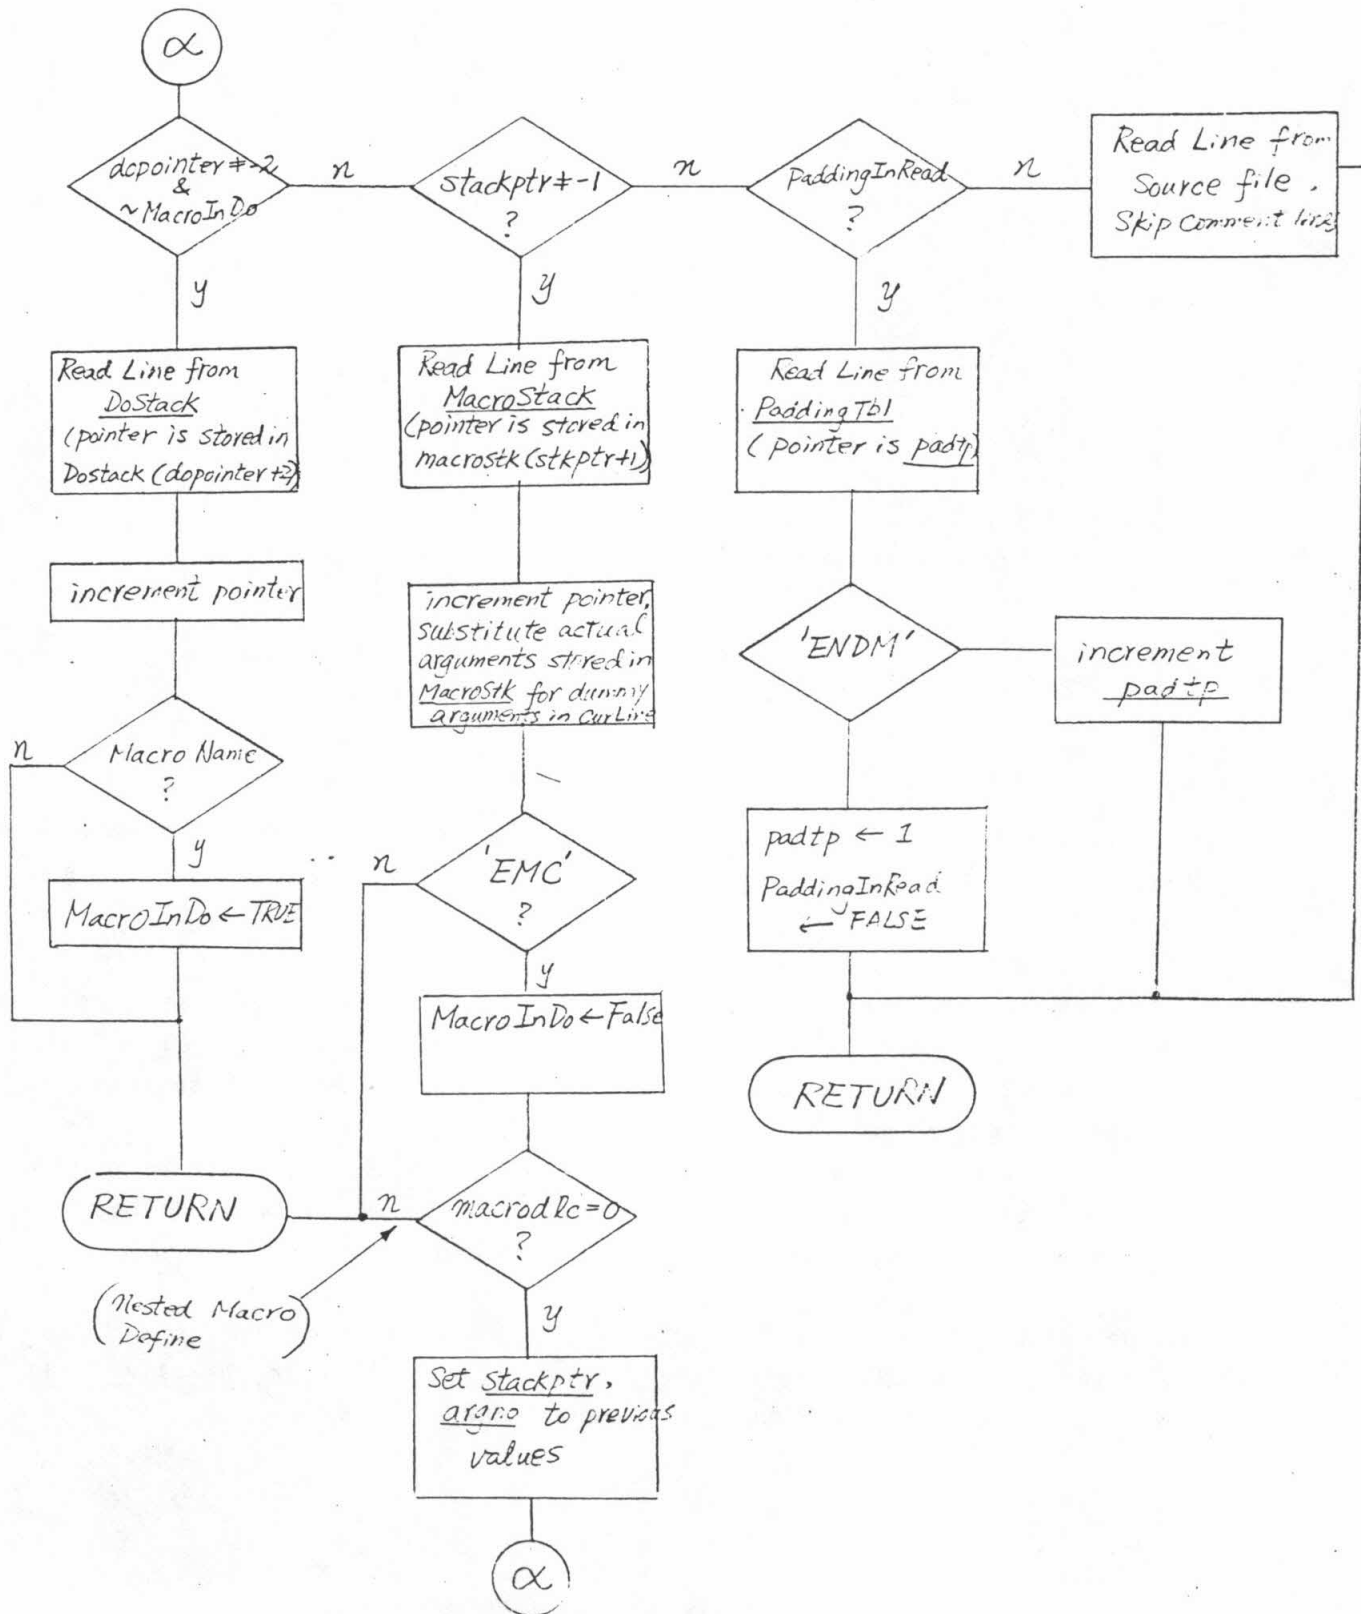 α
dopointer ≠ -2
&
~MacroInDo
n
y
Read Line from
DoStack
(pointer is stored in
Dostack (dopointer+2))
increment pointer
Macro Name
?
n
y
MacroInDo ← TRUE
RETURN
stackptr ≠ -1
?
n
y
Read Line from
MacroStack
(pointer is stored in
macrostk (stkptr+1))
increment pointer,
substitute actual
arguments stored in
MacroStk for dummy
arguments in CurLine
'EMC'
?
n
y
MacroInDo ← False
macrodlc = 0
?
n
y
(Nested Macro
Define)
Set stackptr,
argno to previous
values
α
PaddingInRead
?
n
y
Read Line from
PaddingTbl
(pointer is padtp)
'ENDM'
increment
padtp
padtp ← 1
PaddingInRead
← FALSE
RETURN
Read Line from
Source file.
Skip comment lines